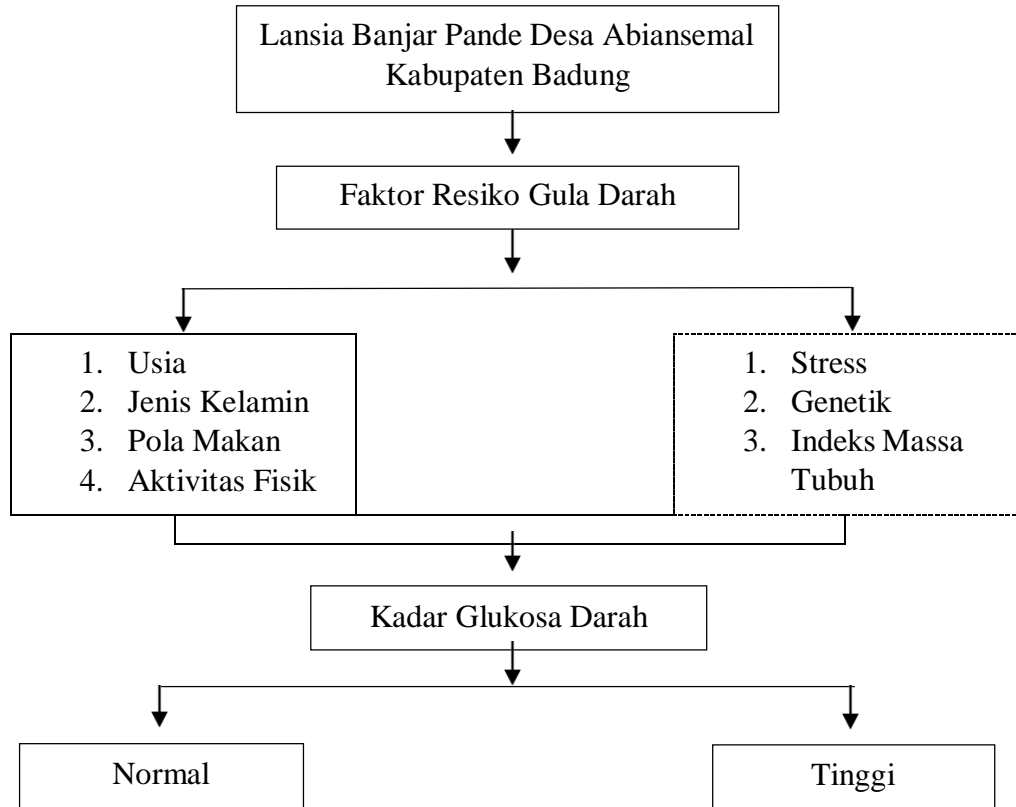 Lansia Banjar Pande Desa Abiansemal
Kabupaten Badung
Faktor Resiko Gula Darah
1. Usia
2. Jenis Kelamin
3. Pola Makan
4. Aktivitas Fisik
1. Stress
2. Genetik
3. Indeks Massa
Tubuh
Kadar Glukosa Darah
Normal
Tinggi